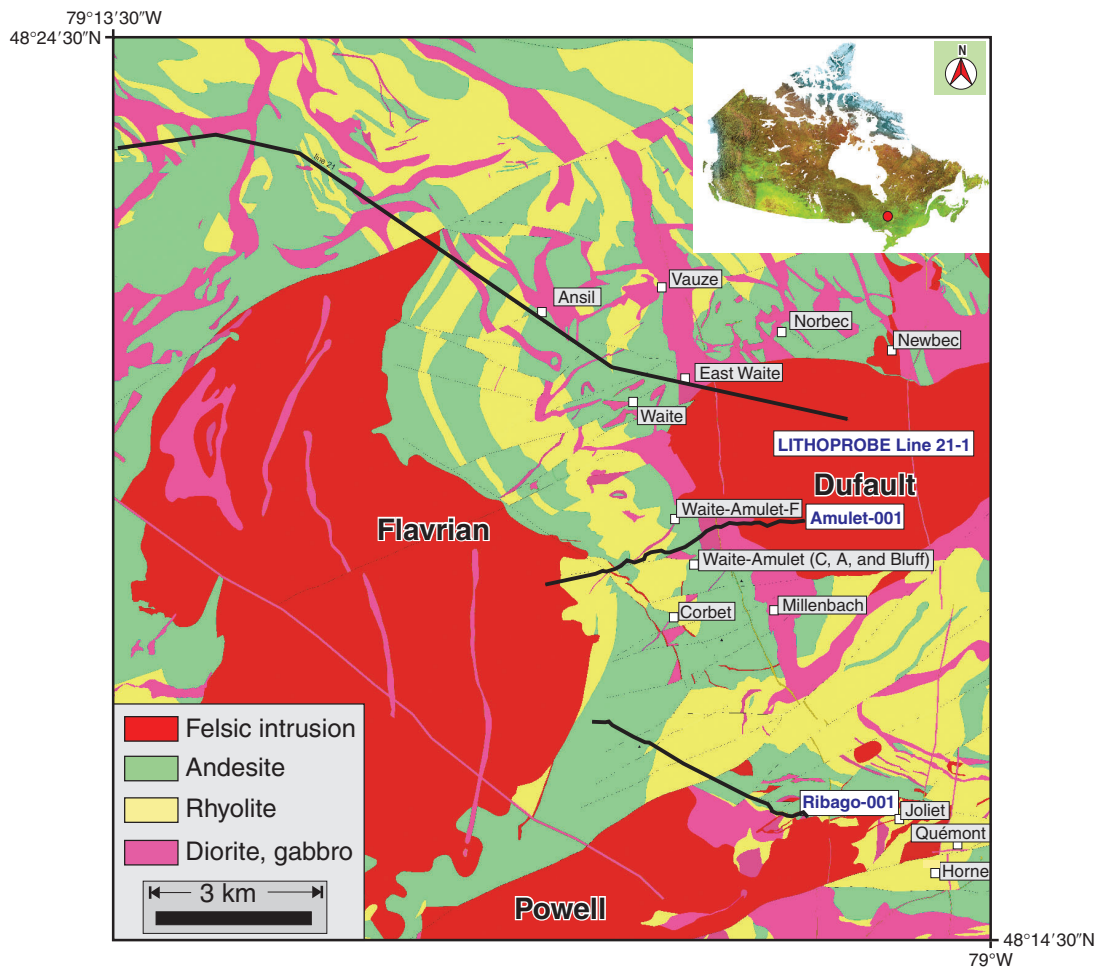 79°13′30″W
48°24′30″N
N
line 21
Vauze
Ansil
Norbec
Newbec
East Waite
Waite
LITHOPROBE Line 21-1
Dufault
Waite-Amulet-F
Amulet-001
Flavrian
Waite-Amulet (C, A, and Bluff)
Corbet
Millenbach
Felsic intrusion
Andesite
Rhyolite
Diorite, gabbro
3 km
Ribago-001
Joliet
Quémont
Horne
Powell
48°14′30″N
79°W